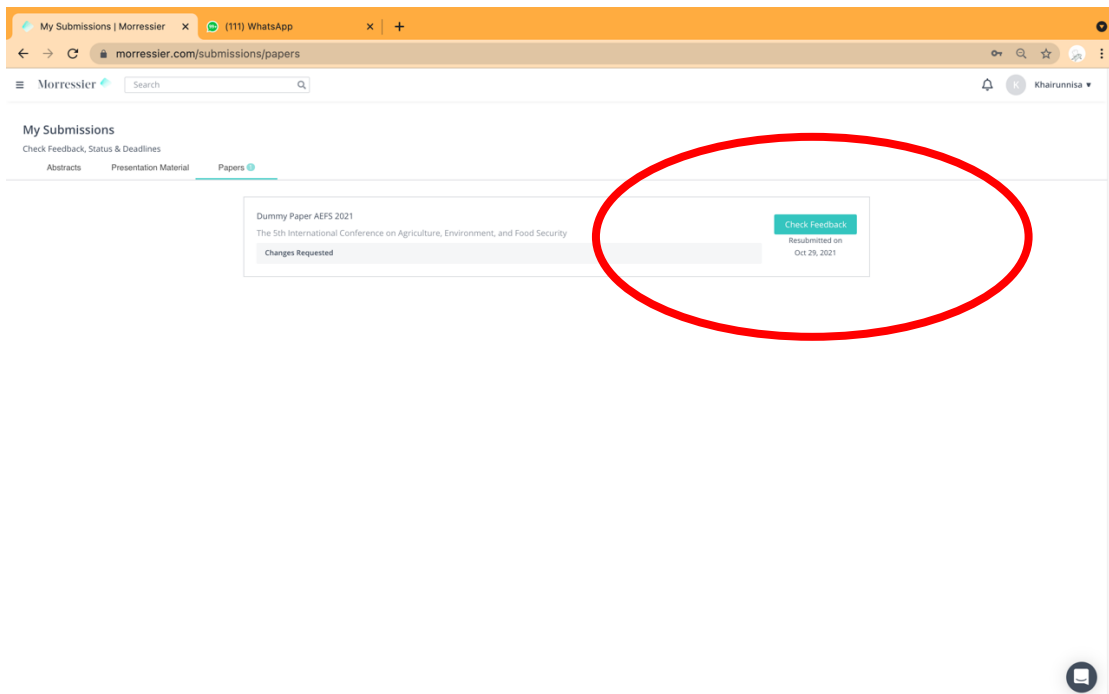 My Submissions | Morressier
(111) WhatsApp
morressier.com/submissions/papers
Morressier
Search
K
Khairunnisa
My Submissions
Check Feedback, Status & Deadlines
Abstracts Presentation Material Papers
Dummy Paper AEFS 2021
The 5th International Conference on Agriculture, Environment, and Food Security
Changes Requested
Check Feedback
Resubmitted on
Oct 29, 2021